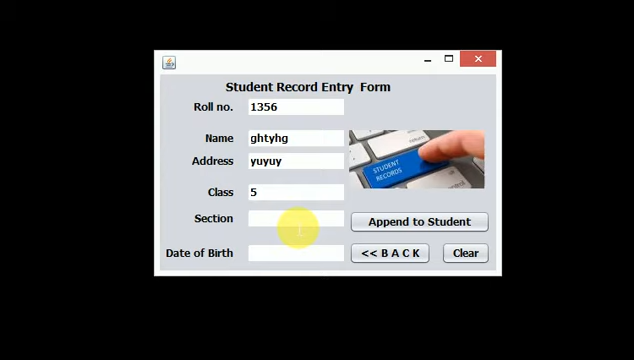 Student Record Entry Form
Roll no. 1356
Name ghtyhg
Address yuyuy
STUDENT
RECORDS
Class 5
Section
Append to Student
Date of Birth
<< B A C K
Clear